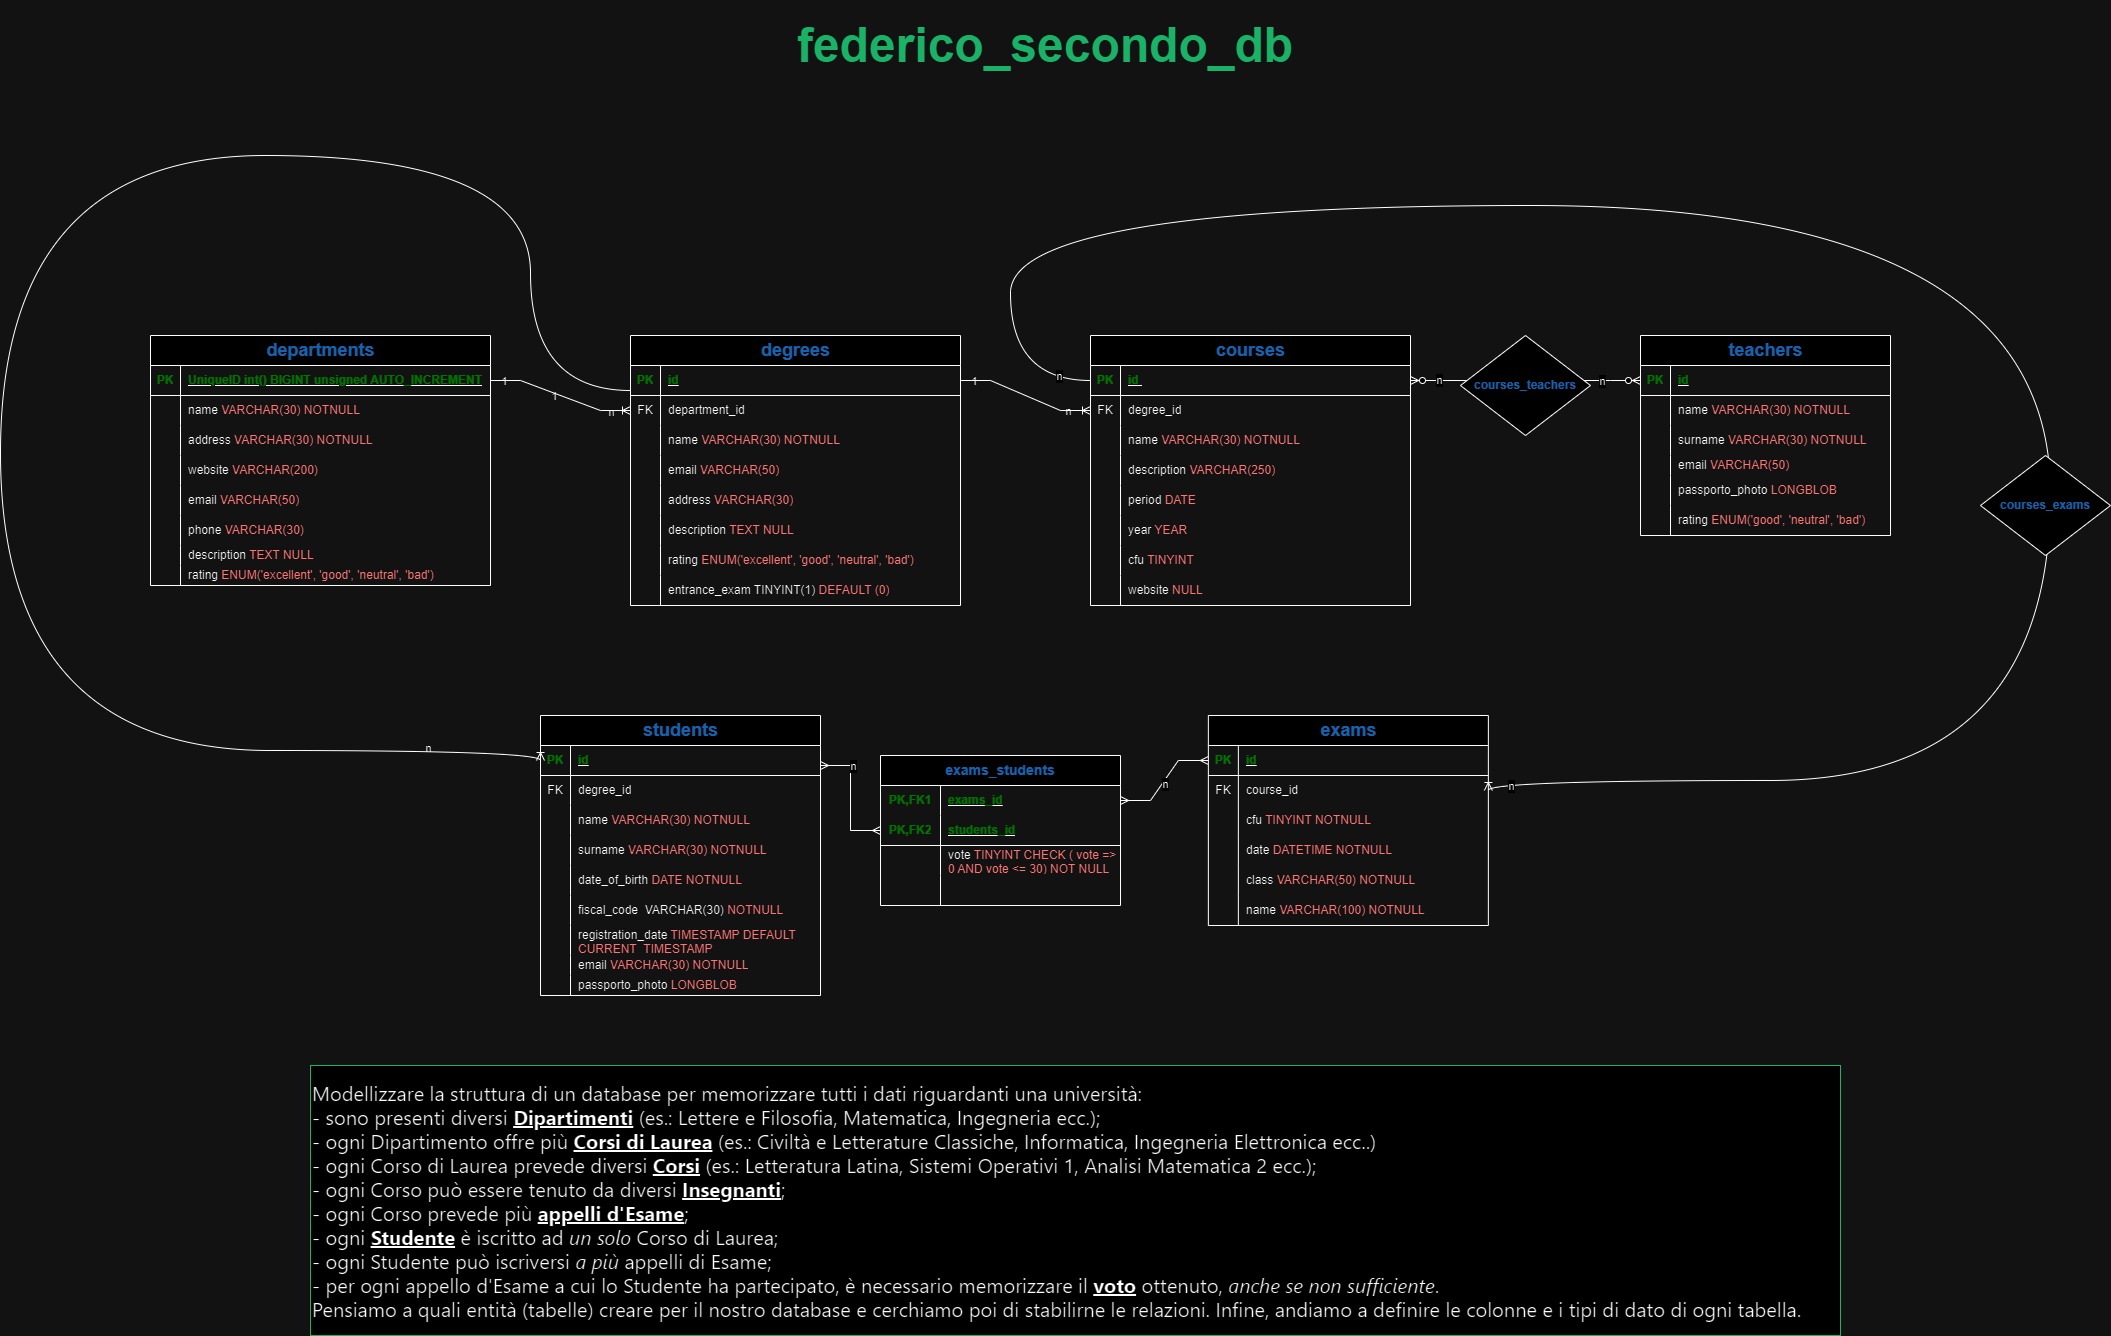 federico_secondo_db
departments
PK UniqueID int() BIGINT unsigned AUTO_INCREMENT
name VARCHAR(30) NOTNULL
address VARCHAR(30) NOTNULL
website VARCHAR(200)
email VARCHAR(50)
phone VARCHAR(30)
description TEXT NULL
rating ENUM('excellent', 'good', 'neutral', 'bad')
1
1
n
degrees
PK id
FK department_id
name VARCHAR(30) NOTNULL
email VARCHAR(50)
address VARCHAR(30)
description TEXT NULL
rating ENUM('excellent', 'good', 'neutral', 'bad')
entrance_exam TINYINT(1) DEFAULT (0)
1
n
n
courses
PK id
FK degree_id
name VARCHAR(30) NOTNULL
description VARCHAR(250)
period DATE
year YEAR
cfu TINYINT
website NULL
n
courses_teachers
n
teachers
PK id
name VARCHAR(30) NOTNULL
surname VARCHAR(30) NOTNULL
email VARCHAR(50)
passporto_photo LONGBLOB
rating ENUM('good', 'neutral', 'bad')
courses_exams
n
students
PK id
FK degree_id
name VARCHAR(30) NOTNULL
surname VARCHAR(30) NOTNULL
date_of_birth DATE NOTNULL
fiscal_code VARCHAR(30) NOTNULL
registration_date TIMESTAMP DEFAULT
CURRENT_TIMESTAMP
email VARCHAR(30) NOTNULL
passporto_photo LONGBLOB
n
exams_students
PK,FK1 exams_id
PK,FK2 students_id
vote TINYINT CHECK ( vote =>
0 AND vote <= 30) NOT NULL
n
exams
PK id
FK course_id
cfu TINYINT NOTNULL
date DATETIME NOTNULL
class VARCHAR(50) NOTNULL
name VARCHAR(100) NOTNULL
n
Modellizzare la struttura di un database per memorizzare tutti i dati riguardanti una università:
- sono presenti diversi Dipartimenti (es.: Lettere e Filosofia, Matematica, Ingegneria ecc.);
- ogni Dipartimento offre più Corsi di Laurea (es.: Civiltà e Letterature Classiche, Informatica, Ingegneria Elettronica ecc..)
- ogni Corso di Laurea prevede diversi Corsi (es.: Letteratura Latina, Sistemi Operativi 1, Analisi Matematica 2 ecc.);
- ogni Corso può essere tenuto da diversi Insegnanti;
- ogni Corso prevede più appelli d'Esame;
- ogni Studente è iscritto ad un solo Corso di Laurea;
- ogni Studente può iscriversi a più appelli di Esame;
- per ogni appello d'Esame a cui lo Studente ha partecipato, è necessario memorizzare il voto ottenuto, anche se non sufficiente.
Pensiamo a quali entità (tabelle) creare per il nostro database e cerchiamo poi di stabilirne le relazioni. Infine, andiamo a definire le colonne e i tipi di dato di ogni tabella.